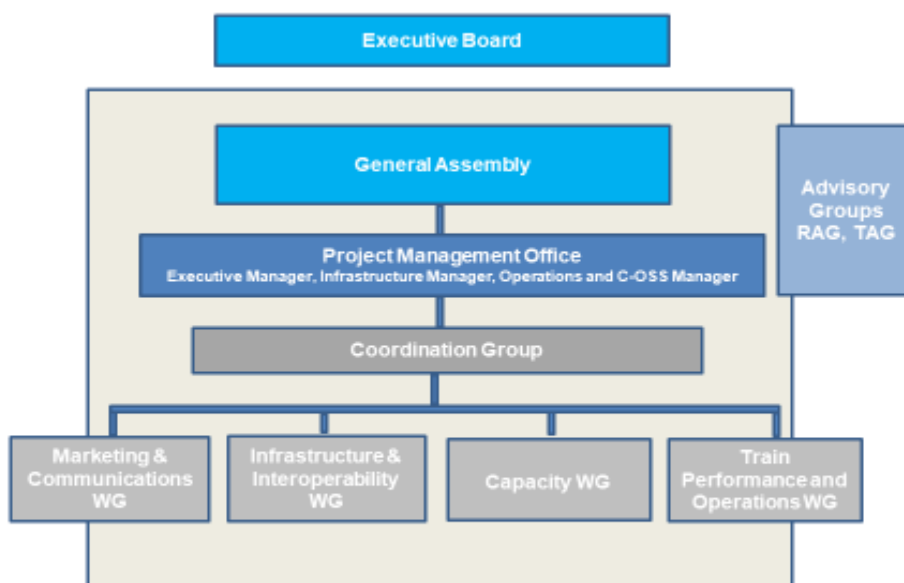 Executive Board
General Assembly
Advisory
Groups
RAG, TAG
Project Management Office
Executive Manager, Infrastructure Manager, Operations and C-OSS Manager
Coordination Group
Marketing &
Communications
WG
Infrastructure &
Interoperability
WG
Capacity WG
Train
Performance and
Operations WG